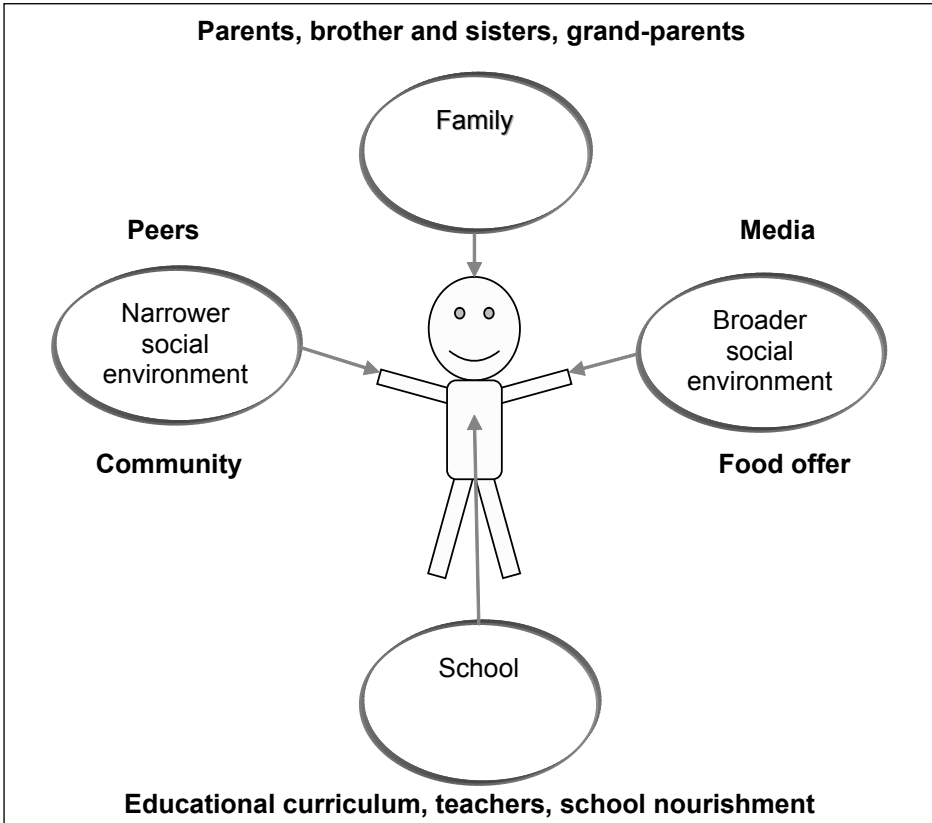 Parents, brother and sisters, grand-parents
Family
Peers
Media
Narrower
social
environment
Broader
social
environment
Community
Food offer
School
Educational curriculum, teachers, school nourishment